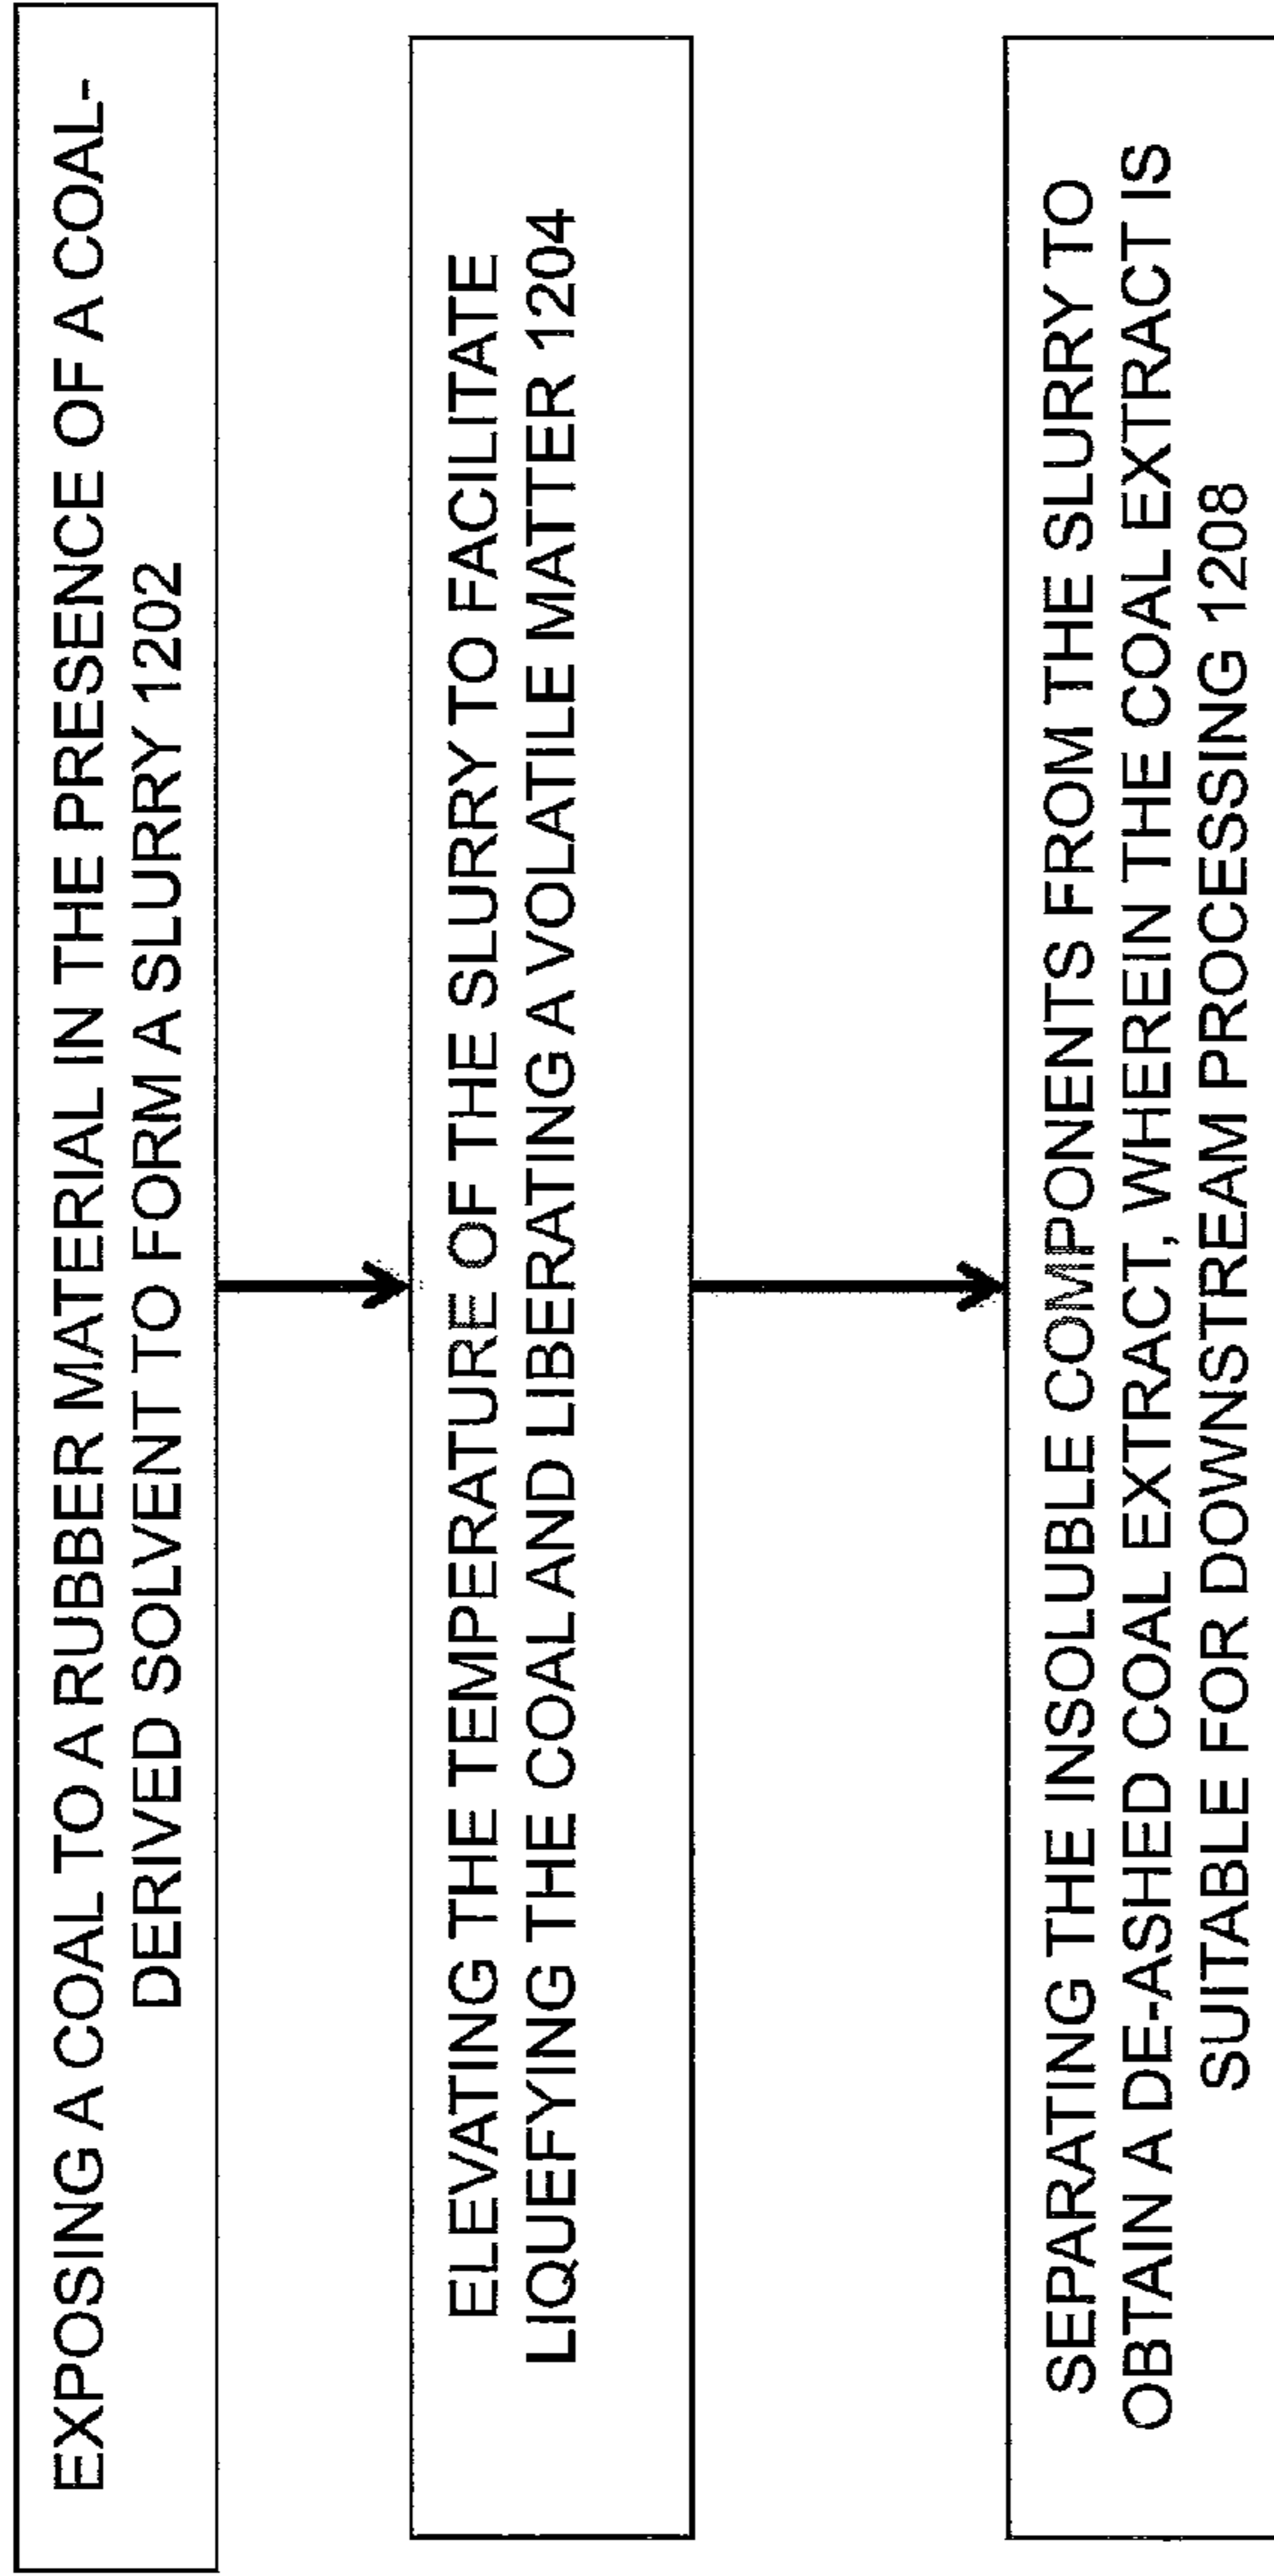 EXPOSING A COAL TO A RUBBER MATERIAL IN THE PRESENCE OF A COAL-
DERIVED SOLVENT TO FORM A SLURRY 1202
ELEVATING THE TEMPERATURE OF THE SLURRY TO FACILITATE
LIQUEFYING THE COAL AND LIBERATING A VOLATILE MATTER 1204
SEPARATING THE INSOLUBLE COMPONENTS FROM THE SLURRY TO
OBTAIN A DE-ASHED COAL EXTRACT, WHEREIN THE COAL EXTRACT IS
SUITABLE FOR DOWNSTREAM PROCESSING 1208